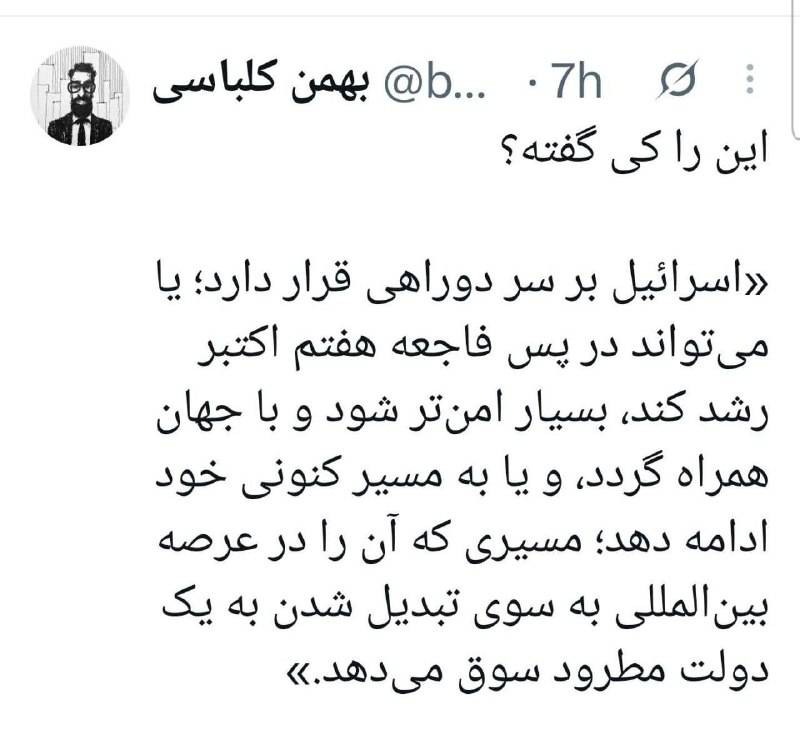 بهمن کلباسی @b... · 7h
این را کی گفته؟
«اسرائیل بر سر دوراهی قرار دارد؛ یا
می‌تواند در پس فاجعه هفتم اکتبر
رشد کند، بسیار امن‌تر شود و با جهان
همراه گردد، و یا به مسیر کنونی خود
ادامه دهد؛ مسیری که آن را در عرصه
بین‌المللی به سوی تبدیل شدن به یک
دولت مطرود سوق می‌دهد.»